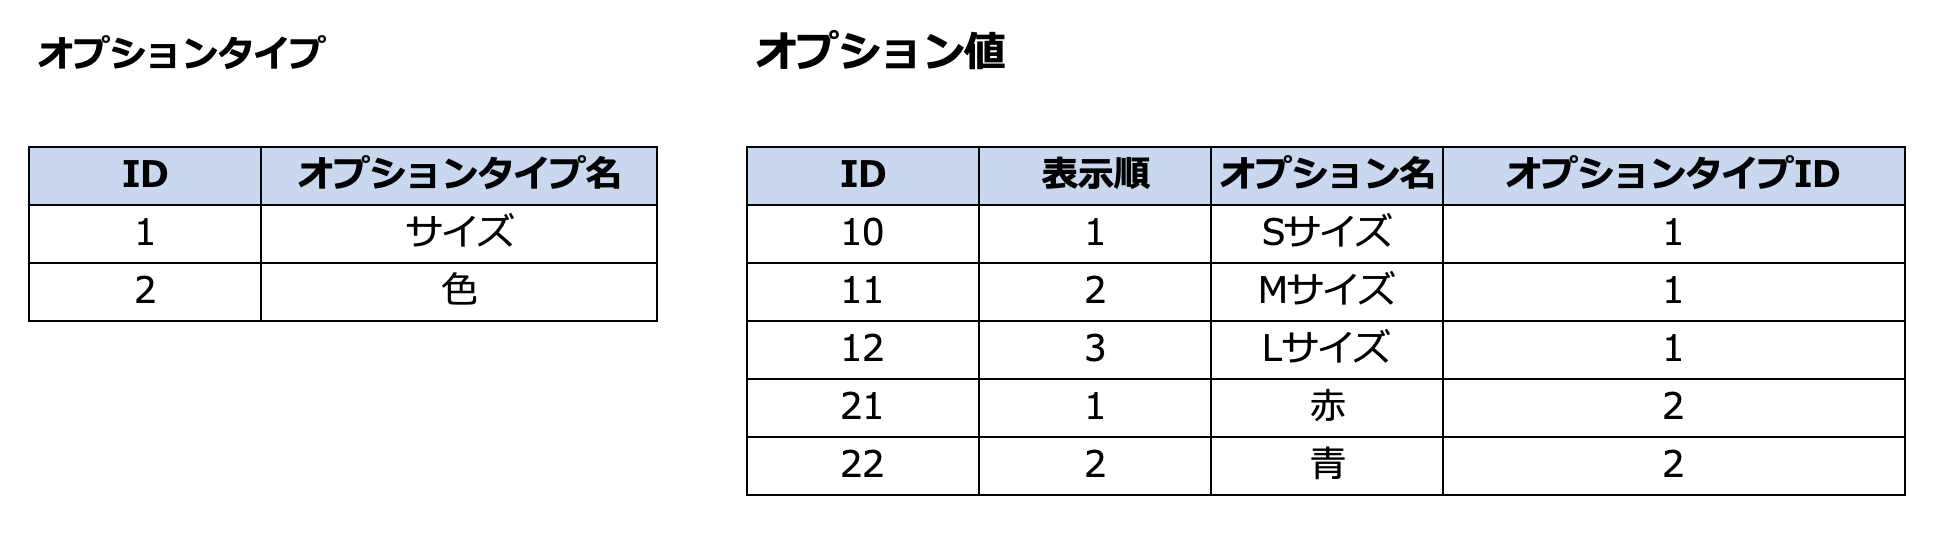 オプションタイプ
オプション値
ID オプションタイプ名
1 サイズ
2 色
ID 表示順 オプション名 オプションタイプID
10 1 Sサイズ 1
11 2 Mサイズ 1
12 3 Lサイズ 1
21 1 赤 2
22 2 青 2